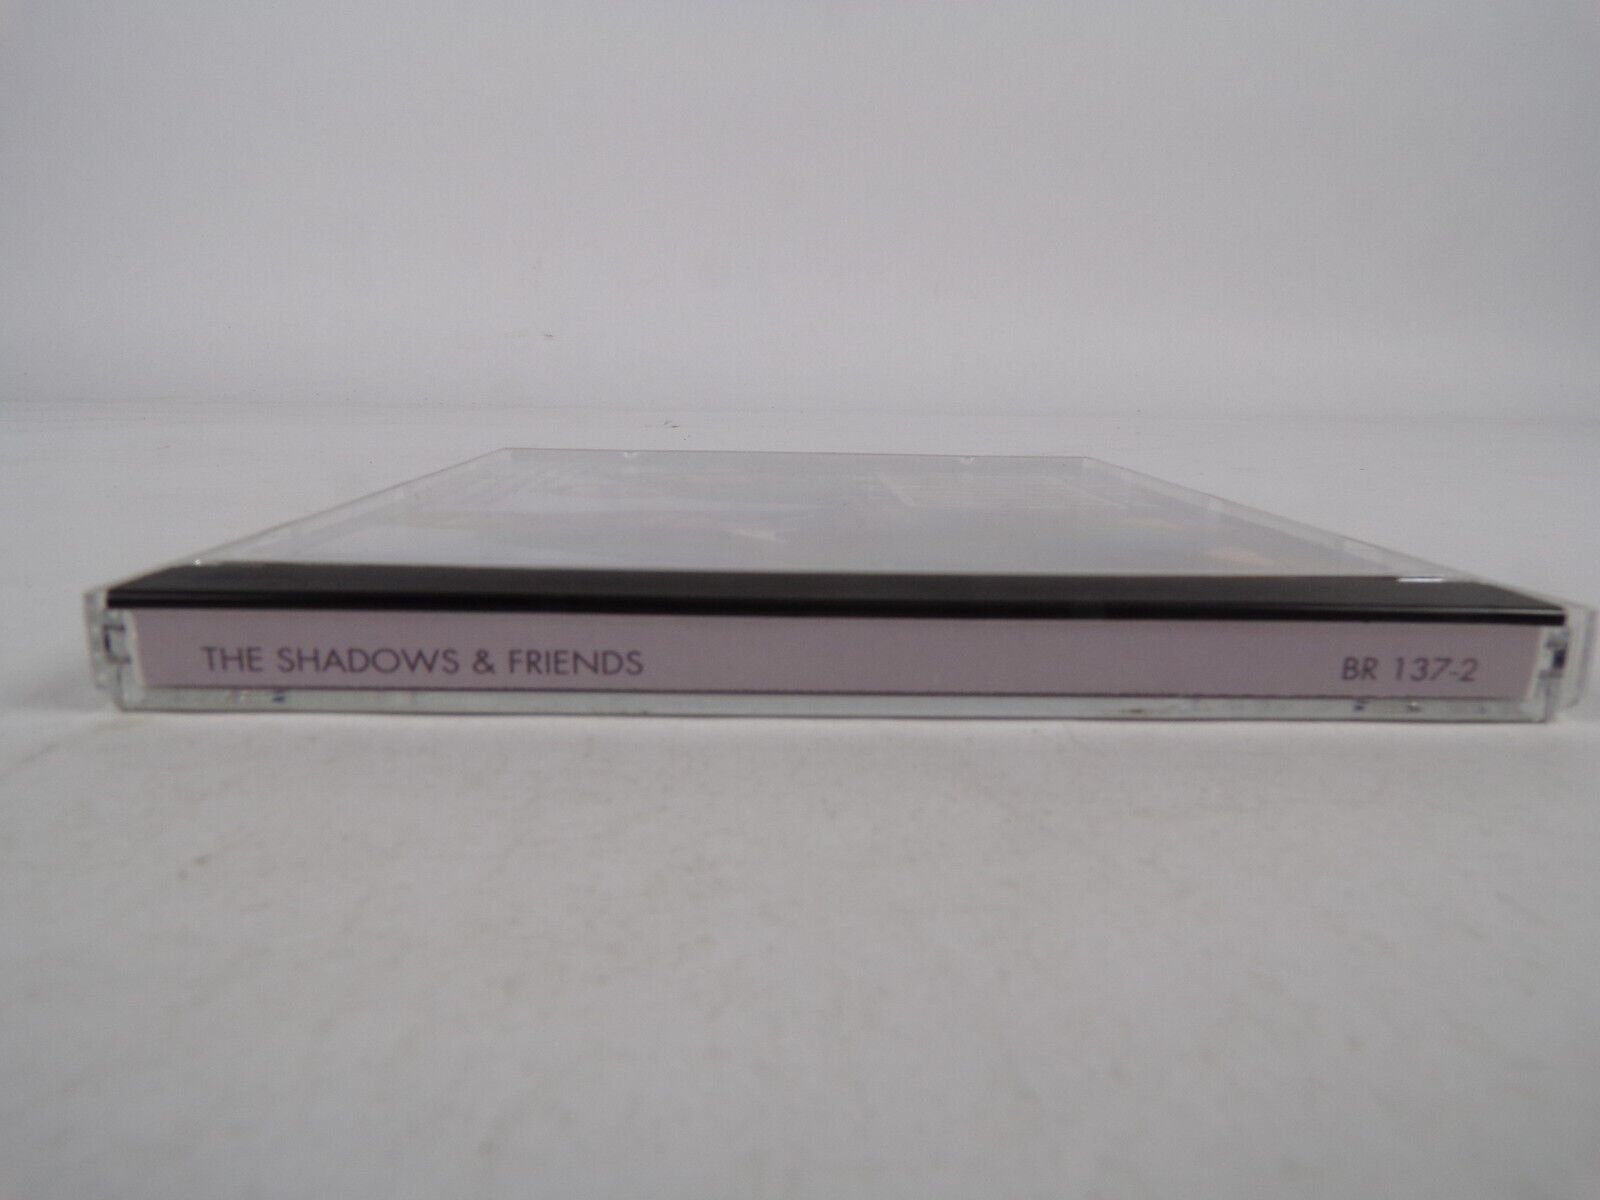 THE SHADOWS & FRIENDS BR 137-2